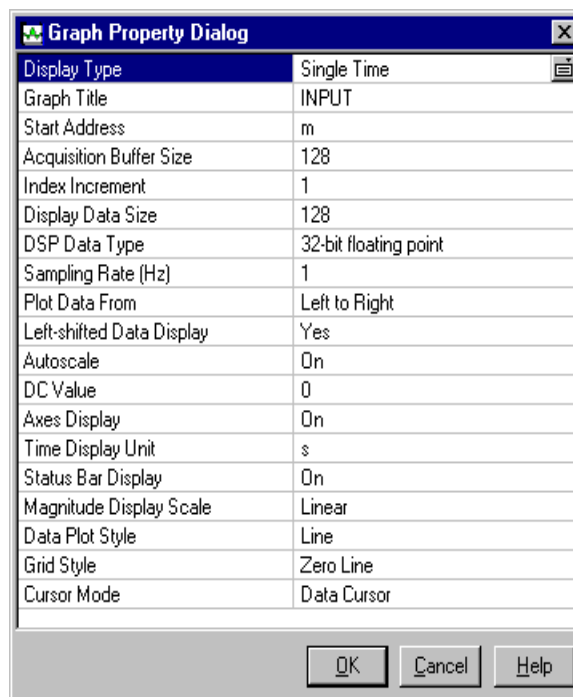 Graph Property Dialog
Display Type Single Time
Graph Title INPUT
Start Address m
Acquisition Buffer Size 128
Index Increment 1
Display Data Size 128
DSP Data Type 32-bit floating point
Sampling Rate (Hz) 1
Plot Data From Left to Right
Left-shifted Data Display Yes
Autoscale On
DC Value 0
Axes Display On
Time Display Unit s
Status Bar Display On
Magnitude Display Scale Linear
Data Plot Style Line
Grid Style Zero Line
Cursor Mode Data Cursor
OK Cancel Help